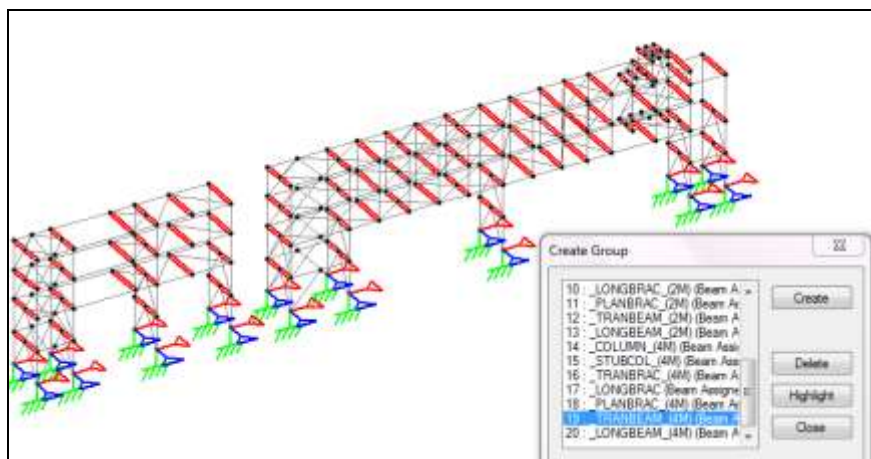 Create Group
10 : _LONGBRAC_(2M) (Beam A
11 : _PLANBRAC_(2M) (Beam As
12 : _TRANBEAM_(2M) (Beam A
13 : _LONGBEAM_(2M) (Beam A
14 : _COLUMN_(4M) (Beam Assi
15 : _STUBCOL_(4M) (Beam Ass
16 : _TRANBRAC_(4M) (Beam A
17 : _LONGBRAC (Beam Assigne
18 : _PLANBRAC_(4M) (Beam As
19 : _TRANBEAM_(4M) (Beam A
20 : _LONGBEAM_(4M) (Beam A
Create
Delete
Highlight
Close